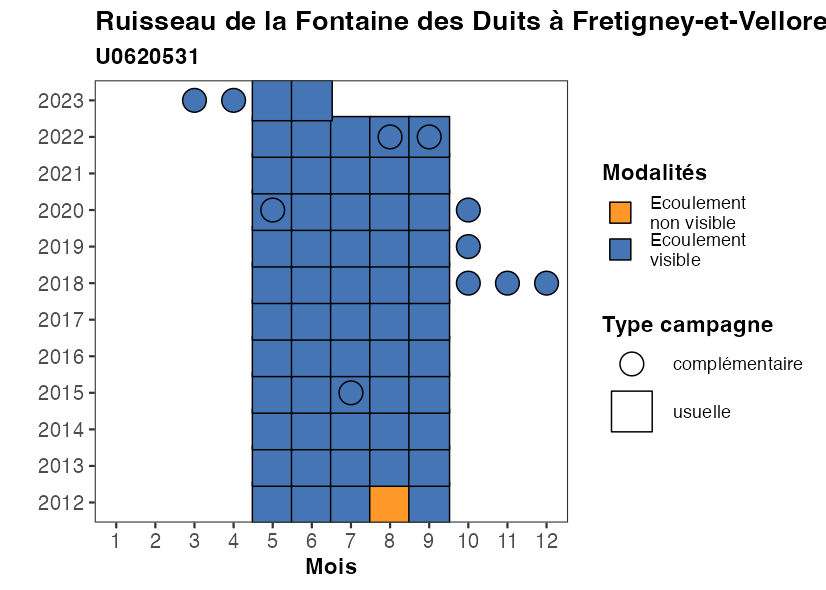 Ruisseau de la Fontaine des Duits à Fretigney-et-Vellore
U0620531
2023
2022
2021
2020
2019
2018
2017
2016
2015
2014
2013
2012
1 2 3 4 5 6 7 8 9 10 11 12
Mois
Modalités
Ecoulement
non visible
Ecoulement
visible
Type campagne
complémentaire
usuelle